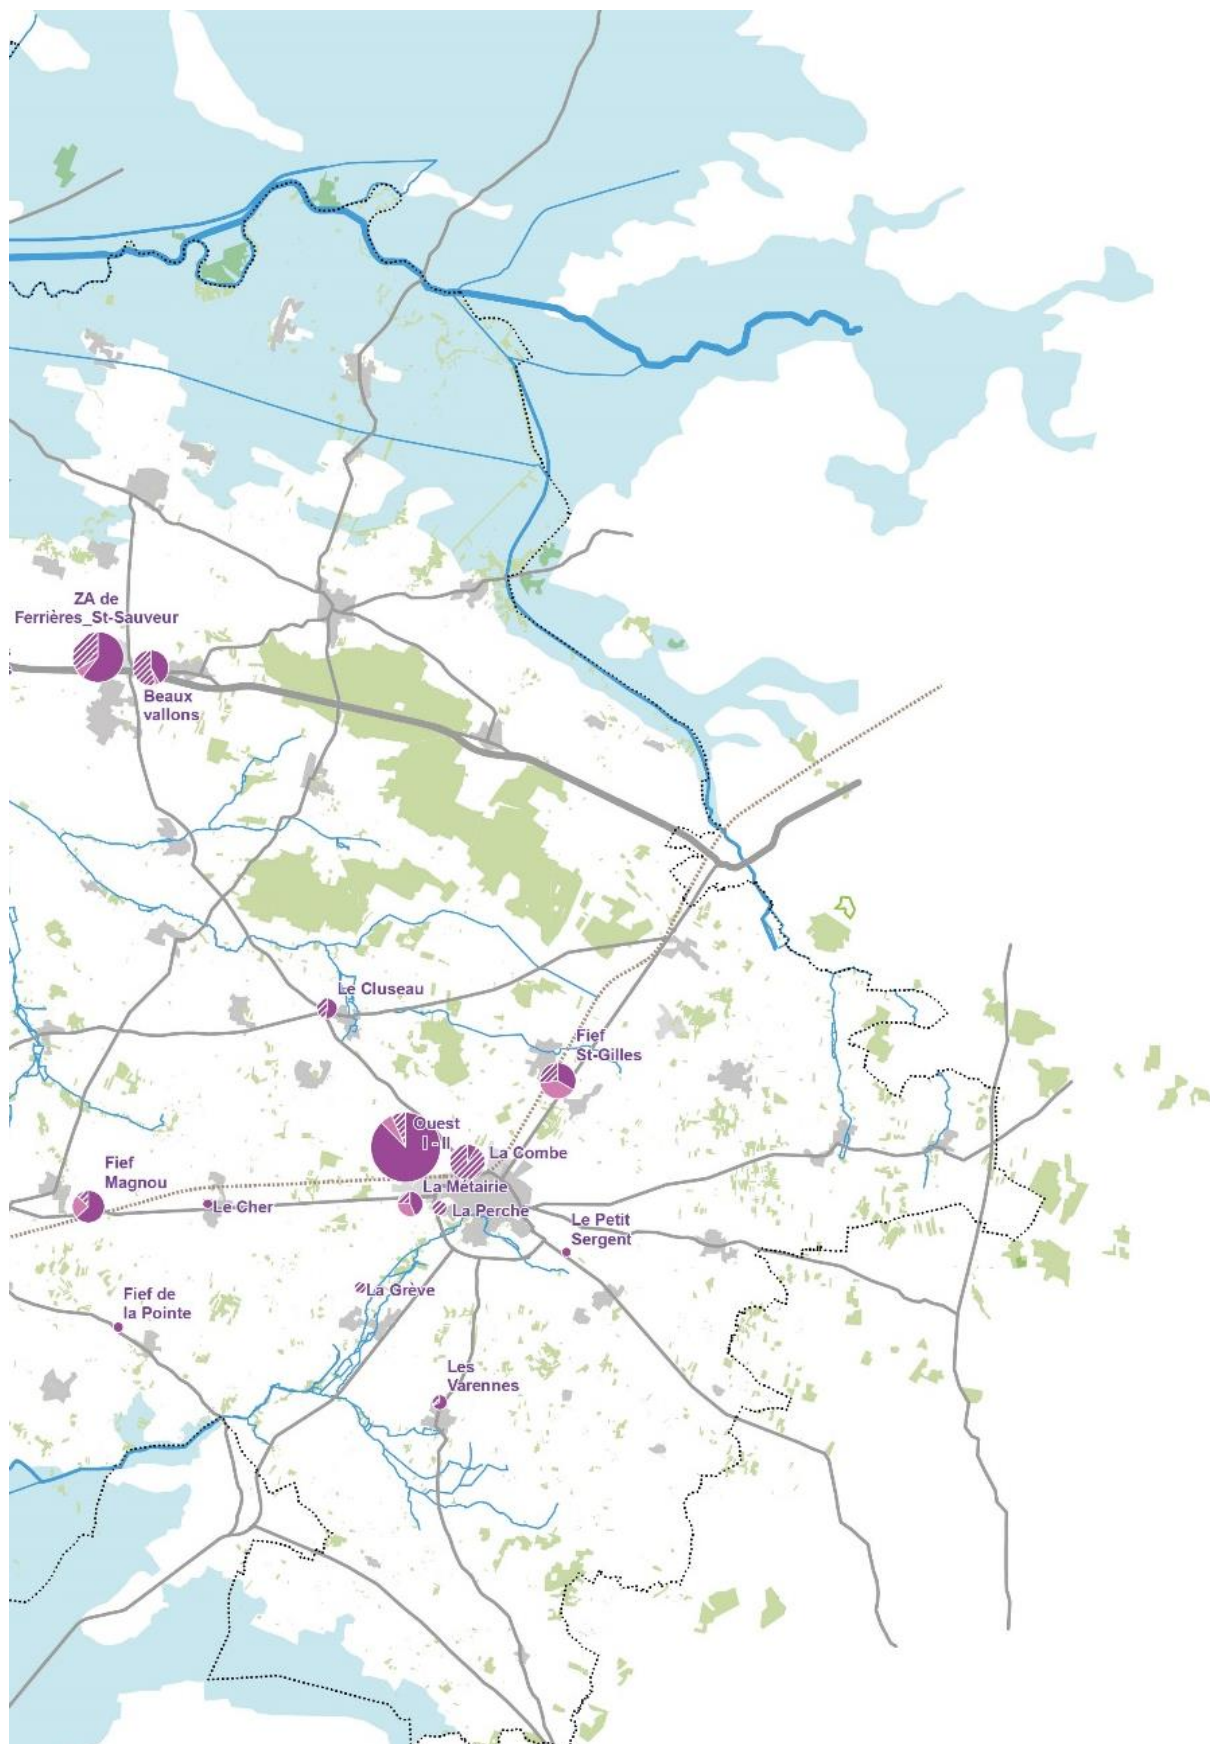 ZA de
Ferrières_St-Sauveur
Beaux
vallons
Le Cluseau
Fief
St-Gilles
Ouest
I - II
La Combe
Fief
Magnou
La Métairie
Le Cher
La Perche
Le Petit
Sergent
La Grève
Fief de
la Pointe
Les
Varennes